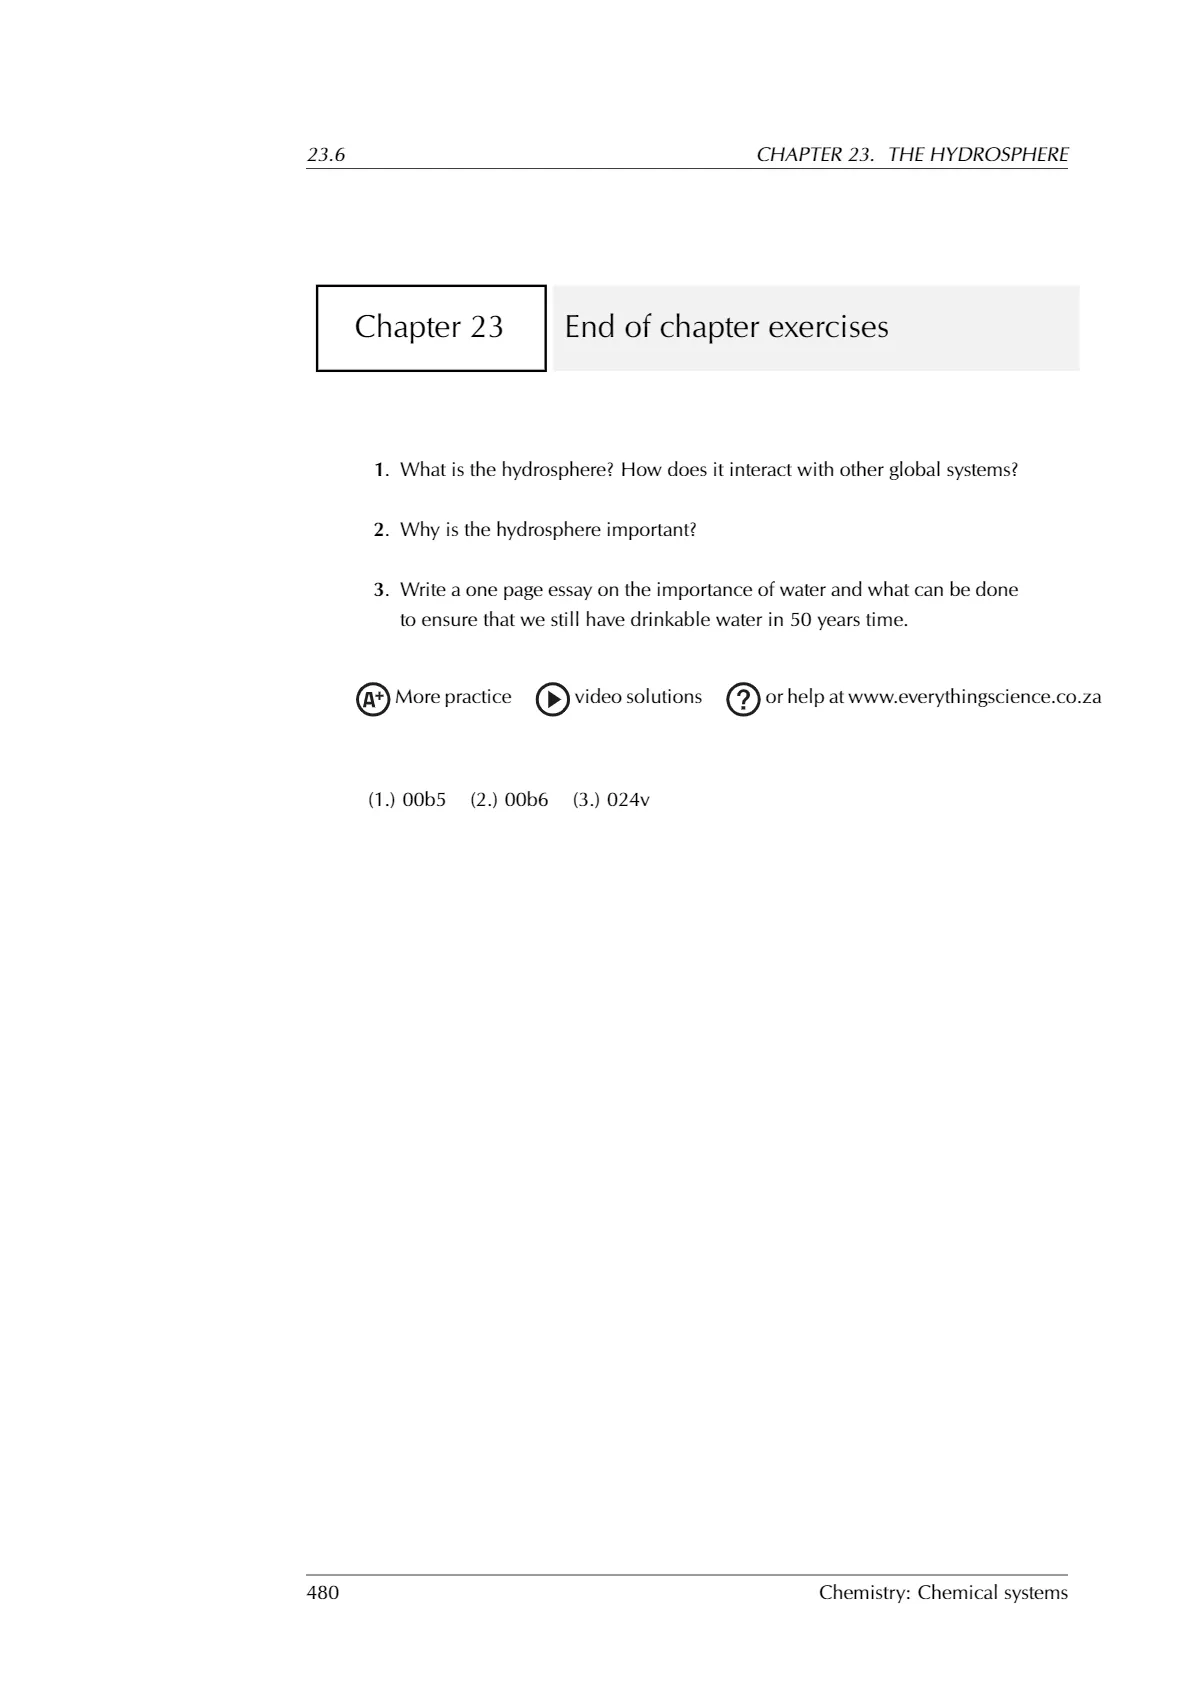 23.6 CHAPTER 23. THE HYDROSPHERE
Chapter 23 End of chapter exercises
1. What is the hydrosphere? How does it interact with other global systems?
2. Why is the hydrosphere important?
3. Write a one page essay on the importance of water and what can be done
to ensure that we still have drinkable water in 50 years time.
A+ More practice video solutions ? or help at www.everythingscience.co.za
(1.) 00b5 (2.) 00b6 (3.) 024v
480 Chemistry: Chemical systems